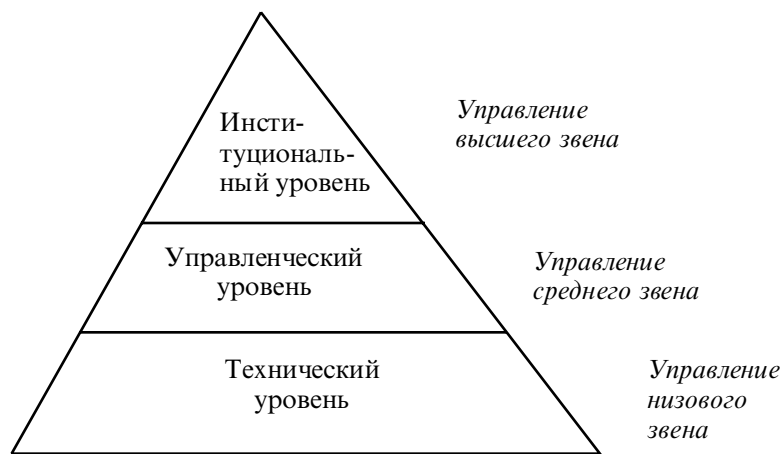 Инсти-
туциональ-
ный уровень
Управление
высшего звена
Управленческий
уровень
Управление
среднего звена
Технический
уровень
Управление
низового
звена